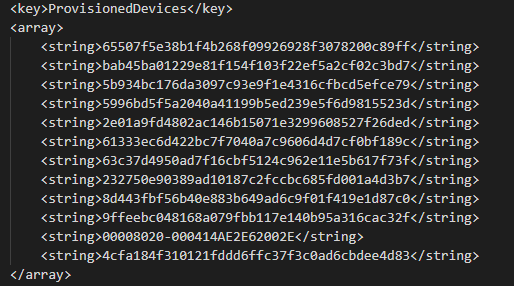 <key>ProvisionedDevices</key>
<array>
<string>65507f5e38b1f4b268f09926928f3078200c89ff</string>
<string>bab45ba01229e81f154f103f22ef5a2cf02c3bd7</string>
<string>5b934bc176da3097c93e9f1e4316cfbcd5efce79</string>
<string>5996bd5f5a2040a41199b5ed239e5f6d9815523d</string>
<string>2e01a9fd4802ac146b15071e3299608527f26ded</string>
<string>61333ec6d422bc7f7040a7c9606d4d7cf0bf189c</string>
<string>63c37d4950ad7f16cbf5124c962e11e5b617f73f</string>
<string>232750e90389ad10187c2fccbc685fd001a4d3b7</string>
<string>8d443fbf56b40e883b649ad6c9f01f419e1d87c0</string>
<string>9ffeebc048168a079fbb117e140b95a316cac32f</string>
<string>00008020-000414AE2E62002E</string>
<string>4cfa184f310121fddd6ffc37f3c0ad6cbdee4d83</string>
</array>